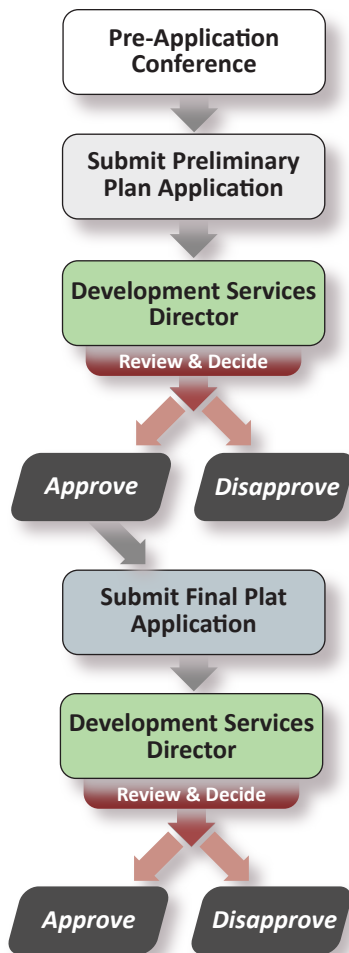 Pre-Application
Conference
Submit Preliminary
Plan Application
Development Services
Director
Review & Decide
Approve
Disapprove
Submit Final Plat
Application
Development Services
Director
Review & Decide
Approve
Disapprove